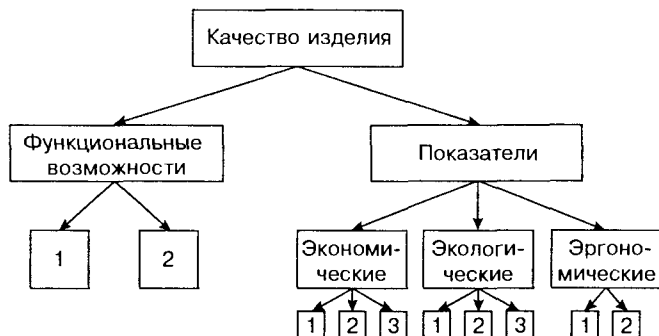 Качество изделия
Функциональные
возможности
Показатели
1 2
Экономи-
ческие
Экологи-
ческие
Эргоно-
мические
1 2 3
1 2 3
1 2